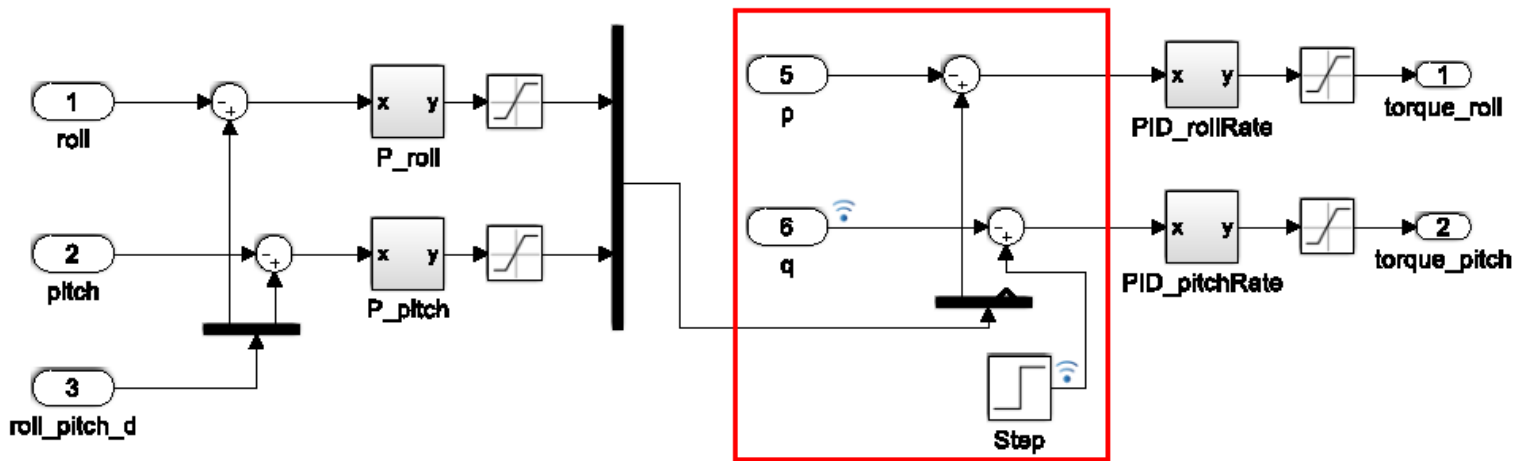 1
roll
- +
x y
P_roll
2
pitch
- +
x y
P_pitch
3
roll_pitch_d
5
p
- +
6
q
- +
Step
x y
PID_rollRate
1
torque_roll
x y
PID_pitchRate
2
torque_pitch